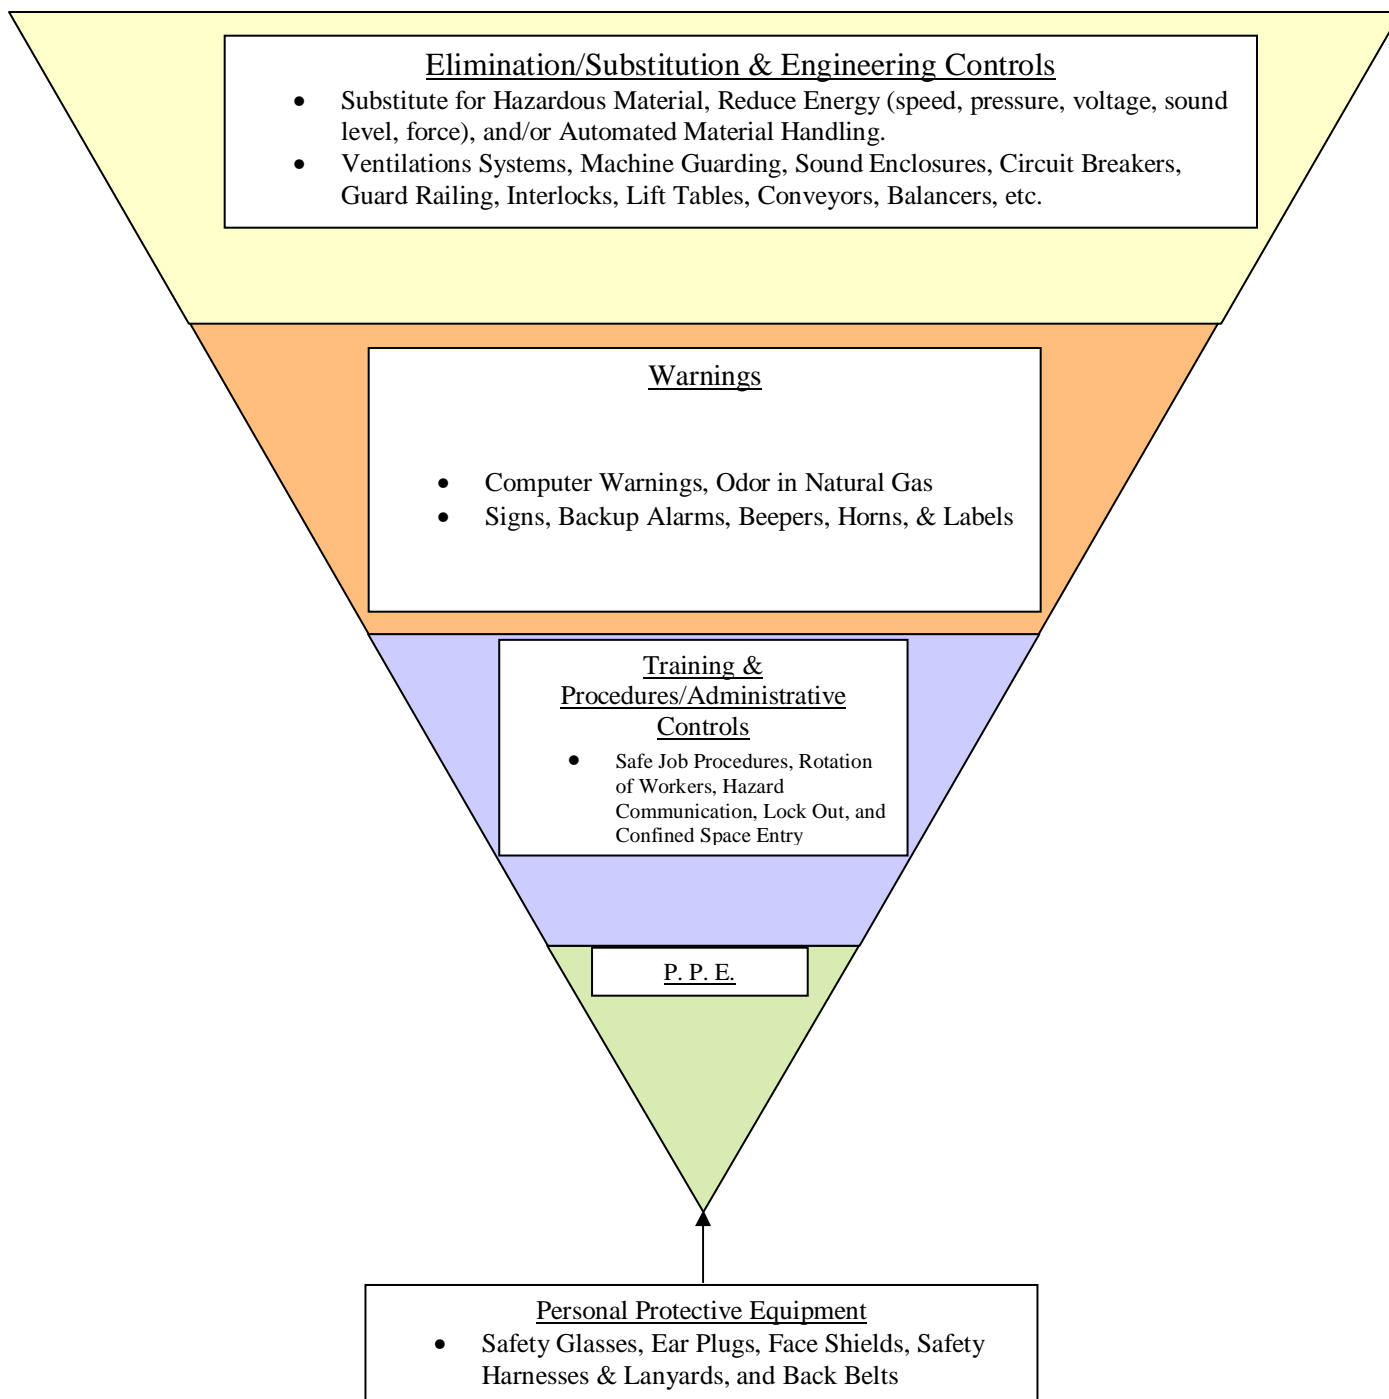 Elimination/Substitution & Engineering Controls
• Substitute for Hazardous Material, Reduce Energy (speed, pressure, voltage, sound
level, force), and/or Automated Material Handling.
• Ventilations Systems, Machine Guarding, Sound Enclosures, Circuit Breakers,
Guard Railing, Interlocks, Lift Tables, Conveyors, Balancers, etc.
Warnings
• Computer Warnings, Odor in Natural Gas
• Signs, Backup Alarms, Beepers, Horns, & Labels
Training &
Procedures/Administrative
Controls
• Safe Job Procedures, Rotation
of Workers, Hazard
Communication, Lock Out, and
Confined Space Entry
P. P. E.
Personal Protective Equipment
• Safety Glasses, Ear Plugs, Face Shields, Safety
Harnesses & Lanyards, and Back Belts